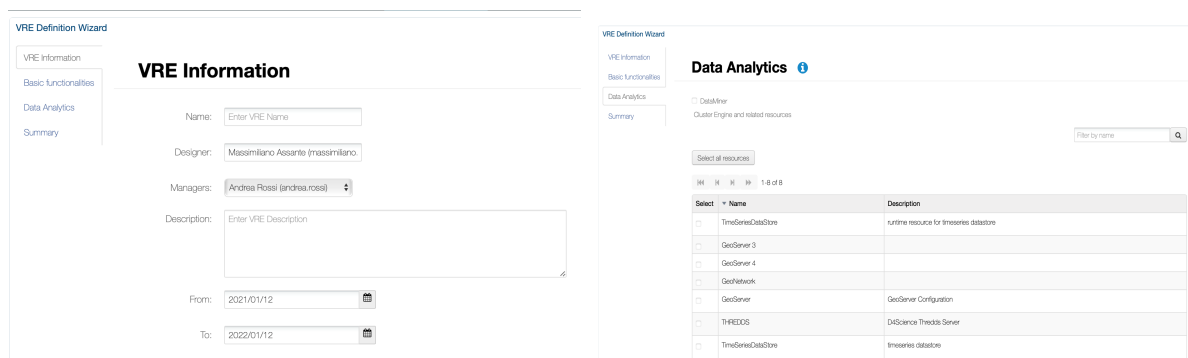 VRE Definition Wizard
VRE Information
Basic functionalities
Data Analytics
Summary
VRE Information
Name: Enter VRE Name
Designer: Massimiliano Assante (massimiliano.
Managers: Andrea Rossi (andrea.rossi)
Description: Enter VRE Description
From: 2021/01/12
To: 2022/01/12
VRE Definition Wizard
VRE Information
Basic functionalities
Data Analytics
Summary
Data Analytics
DataMiner
Cluster Engine and related resources
Filter by name
Select all resources
1-8 of 8
Select Name Description
TimeSeriesDataStore runtime resource for timeseries datastore
GeoServer 3
GeoServer 4
GeoNetwork
GeoServer GeoServer Configuration
THREDDS D4Science Thredds Server
TimeSeriesDataStore timeseries datastore